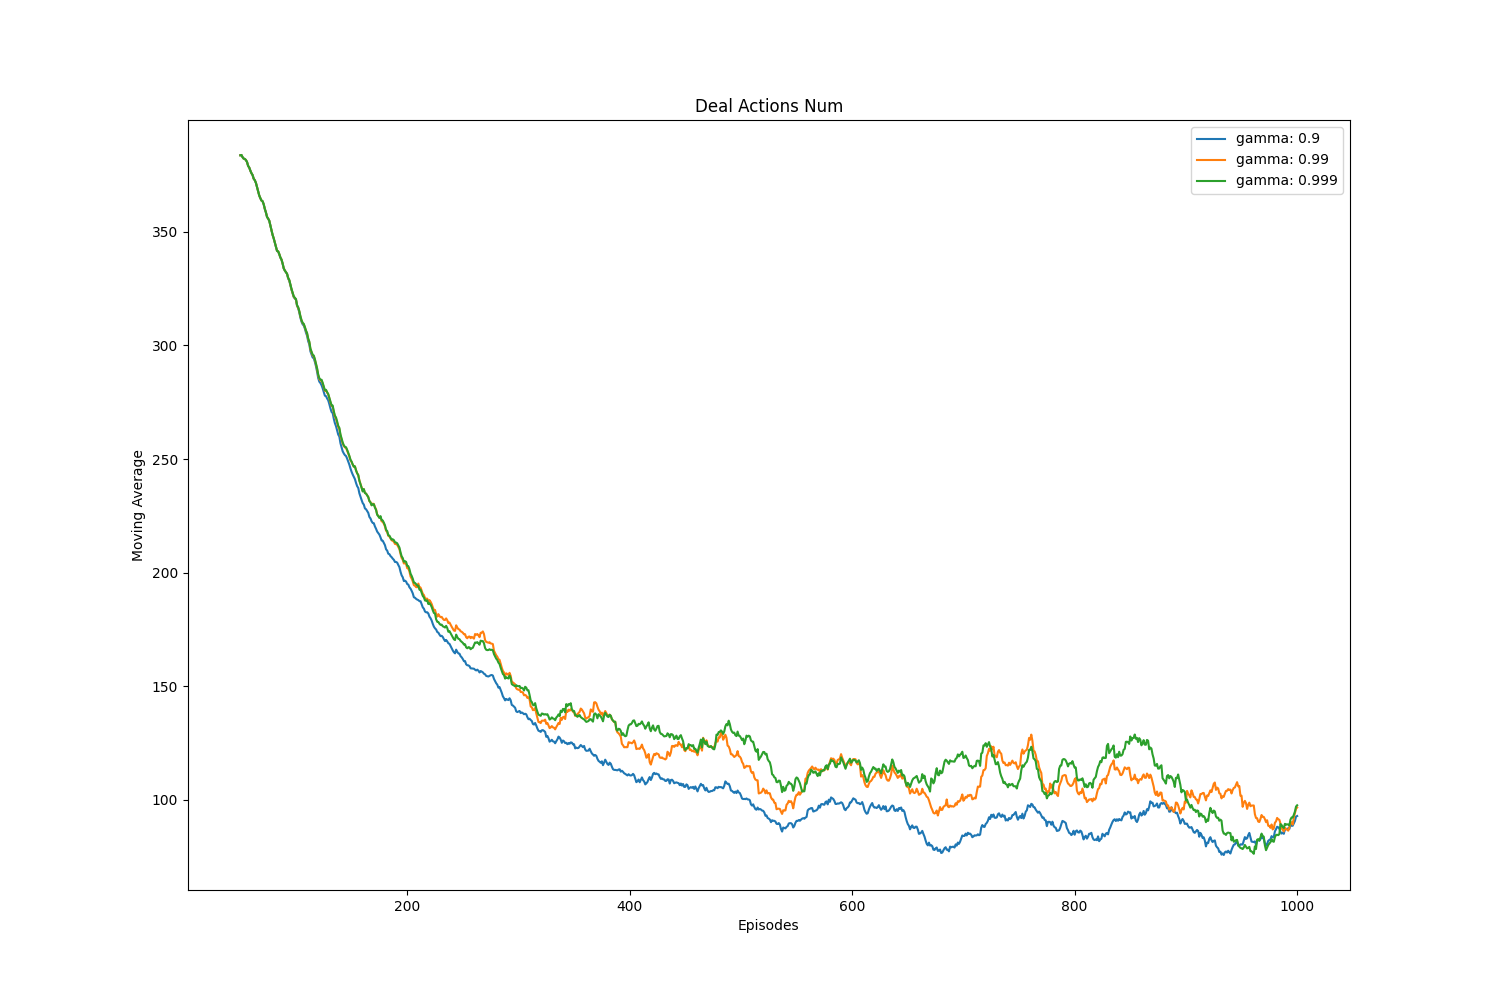 Deal Actions Num
gamma: 0.9
gamma: 0.99
gamma: 0.999
350
300
250
200
150
100
Moving Average
200 400 600 800 1000
Episodes